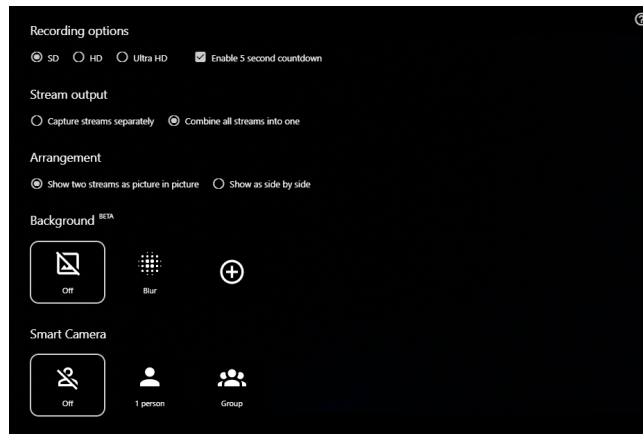 Recording options
SD HD Ultra HD Enable 5 second countdown
Stream output
Capture streams separately Combine all streams into one
Arrangement
Show two streams as picture in picture Show as side by side
Background BETA
Off Blur
Smart Camera
Off 1 person Group